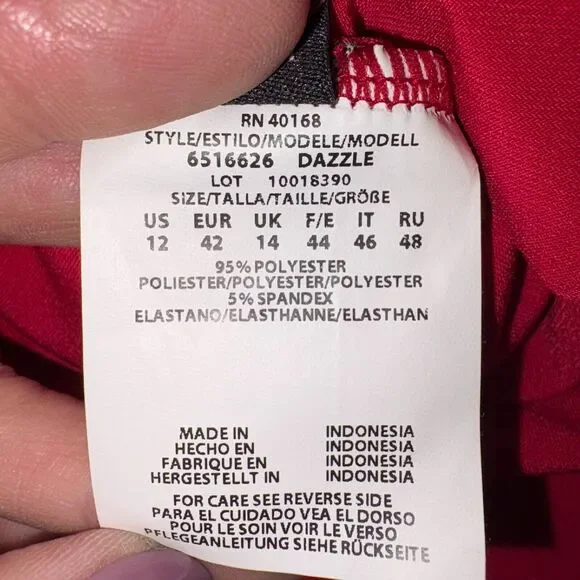 RN 40168
STYLE/ESTILO/MODELE/MODELL
6516626 DAZZLE
LOT 10018390
SIZE/TALLA/TAILLE/GRÖßE
US EUR UK F/E IT RU
12 42 14 44 46 48
95% POLYESTER
POLIESTER/POLYESTER/POLYESTER
5% SPANDEX
ELASTANO/ELASTHANNE/ELASTHAN
MADE IN INDONESIA
HECHO EN INDONESIA
FABRIQUE EN INDONESIA
HERGESTELLT IN INDONESIA
FOR CARE SEE REVERSE SIDE
PARA EL CUIDADO VEA EL DORSO
POUR LE SOIN VOIR LE VERSO
PFLEGEANLEITUNG SIEHE RÜCKSEITE